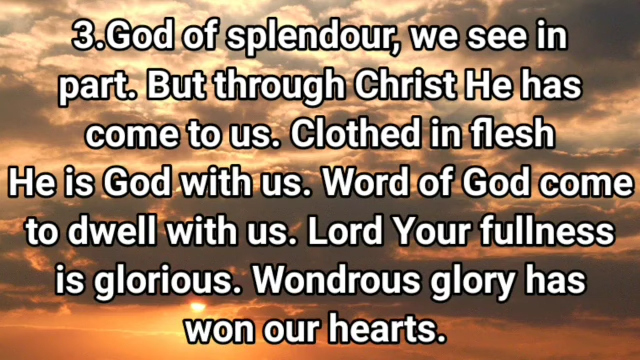 3.God of splendour, we see in
part. But through Christ He has
come to us. Clothed in flesh
He is God with us. Word of God come
to dwell with us. Lord Your fullness
is glorious. Wondrous glory has
won our hearts.